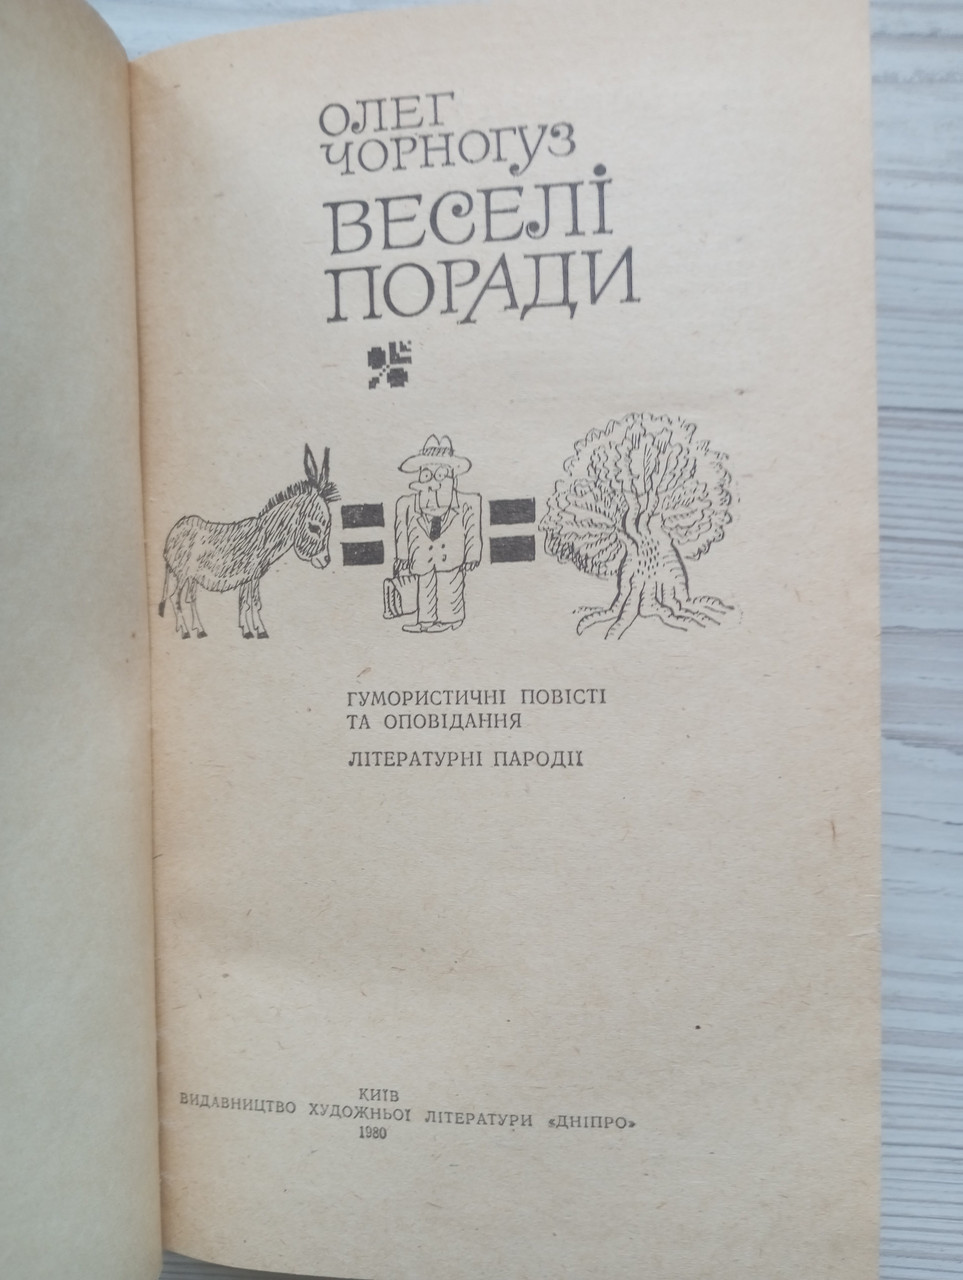 ОЛЕГ
ЧОРНОГУЗ
ВЕСЕЛІ
ПОРАДИ
ГУМОРИСТИЧНІ ПОВІСТІ
ТА ОПОВІДАННЯ
ЛІТЕРАТУРНІ ПАРОДІЇ
КИЇВ
ВИДАВНИЦТВО ХУДОЖНЬОЇ ЛІТЕРАТУРИ «ДНІПРО»
1980